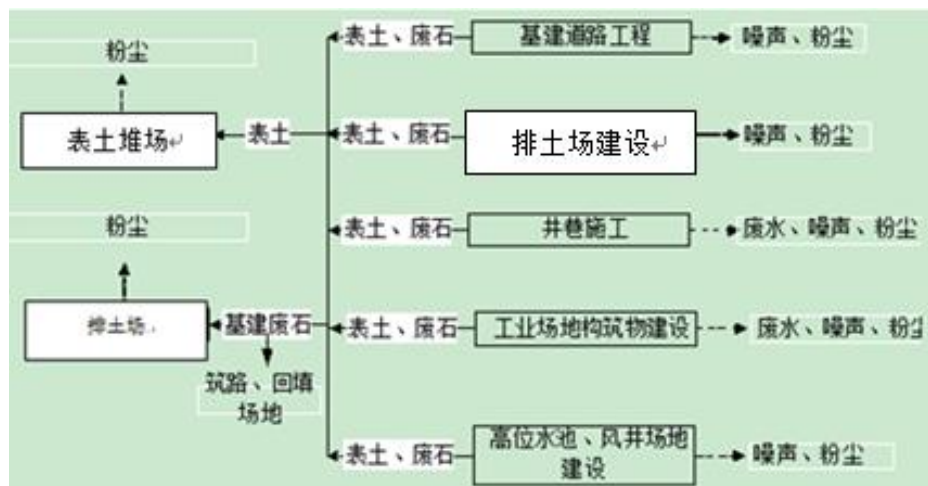 粉尘
表土、废石
基建道路工程
噪声、粉尘
表土堆场
表土
表土、废石
排土场建设
噪声、粉尘
粉尘
表土、废石
井巷施工
废水、噪声、粉尘
排土场
基建废石
表土、废石
工业场地构筑物建设
废水、噪声、粉尘
筑路、回填
场地
表土、废石
高位水池、风井场地
建设
噪声、粉尘